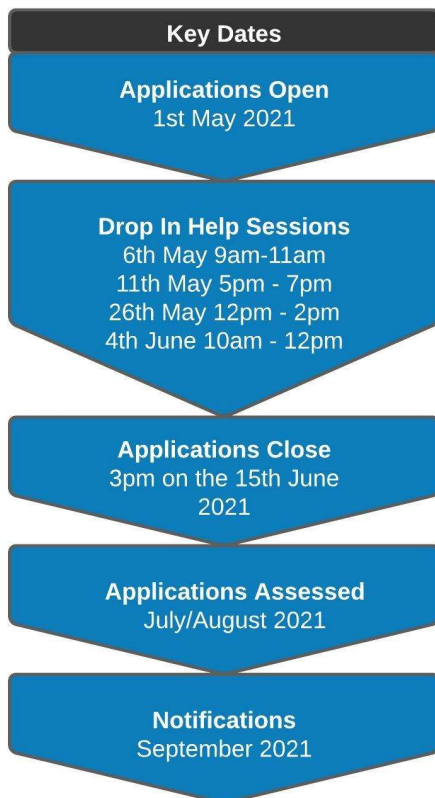 Key Dates
Applications Open
1st May 2021
Drop In Help Sessions
6th May 9am-11am
11th May 5pm - 7pm
26th May 12pm - 2pm
4th June 10am - 12pm
Applications Close
3pm on the 15th June
2021
Applications Assessed
July/August 2021
Notifications
September 2021